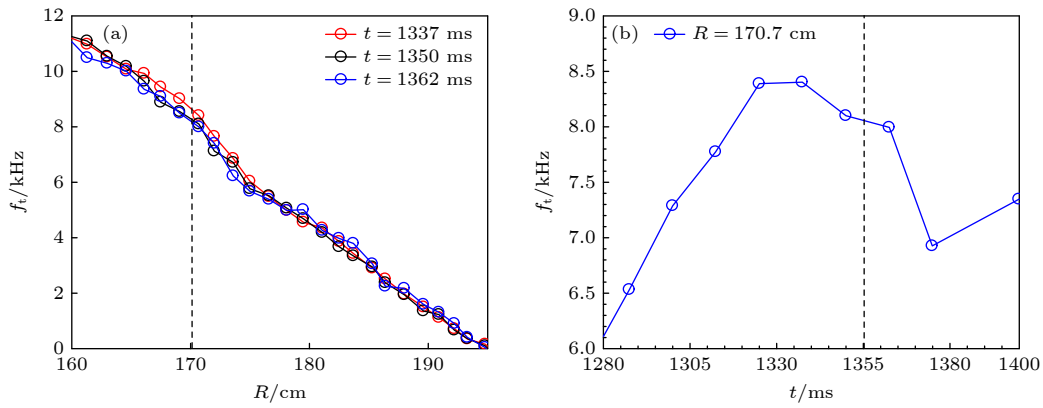 (a)
t = 1337 ms
t = 1350 ms
t = 1362 ms
12
10
8
6
4
2
0
fₜ/kHz
160 170 180 190
R/cm
(b)
R = 170.7 cm
9.0
8.5
8.0
7.5
7.0
6.5
6.0
fₜ/kHz
1280 1305 1330 1355 1380 1400
t/ms